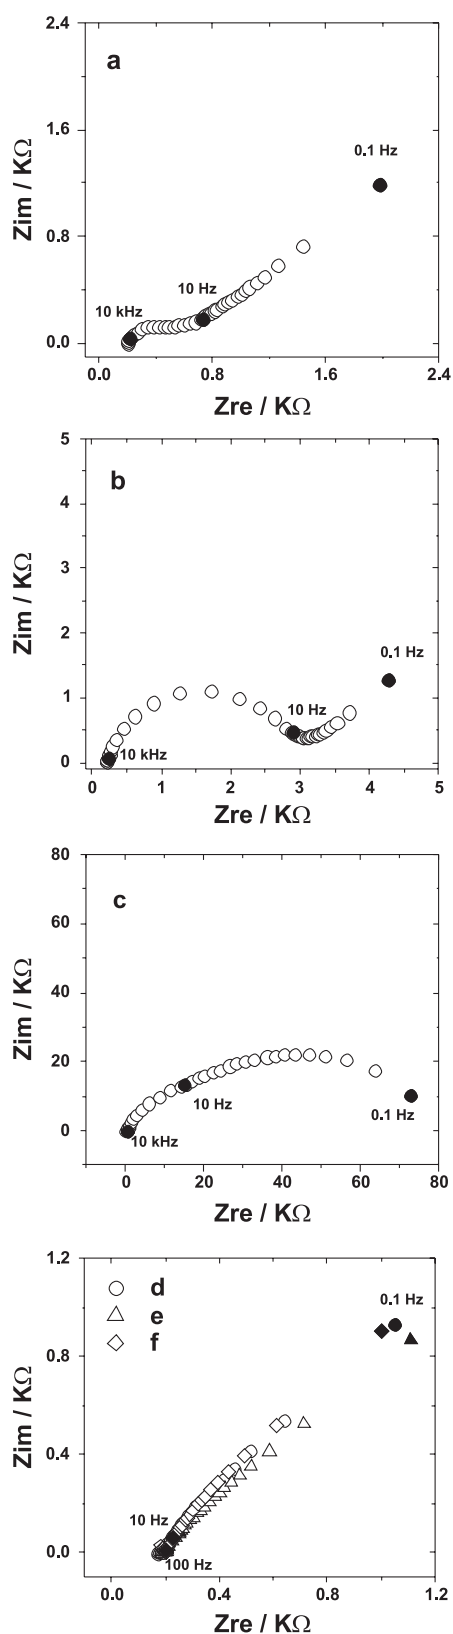 a
2.4
1.6
0.8
0.0
Zim / KΩ
0.1 Hz
10 Hz
10 kHz
0.0 0.8 1.6 2.4
Zre / KΩ
b
5
4
3
2
1
0
Zim / KΩ
0.1 Hz
10 Hz
10 kHz
0 1 2 3 4 5
Zre / KΩ
c
80
60
40
20
0
Zim / KΩ
10 Hz
0.1 Hz
10 kHz
0 20 40 60 80
Zre / KΩ
d
e
f
1.2
0.8
0.4
0.0
Zim / KΩ
0.1 Hz
10 Hz
100 Hz
0.0 0.4 0.8 1.2
Zre / KΩ